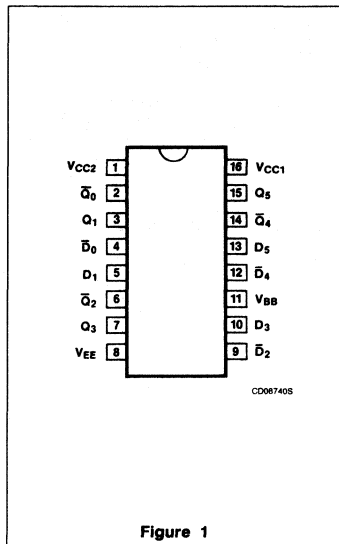 VCC2 1 16 VCC1
Q̅0 2 15 Q5
Q1 3 14 Q̅4
D̅0 4 13 D5
D1 5 12 D̅4
Q̅2 6 11 VBB
Q3 7 10 D3
VEE 8 9 D̅2
CD06740S
Figure 1